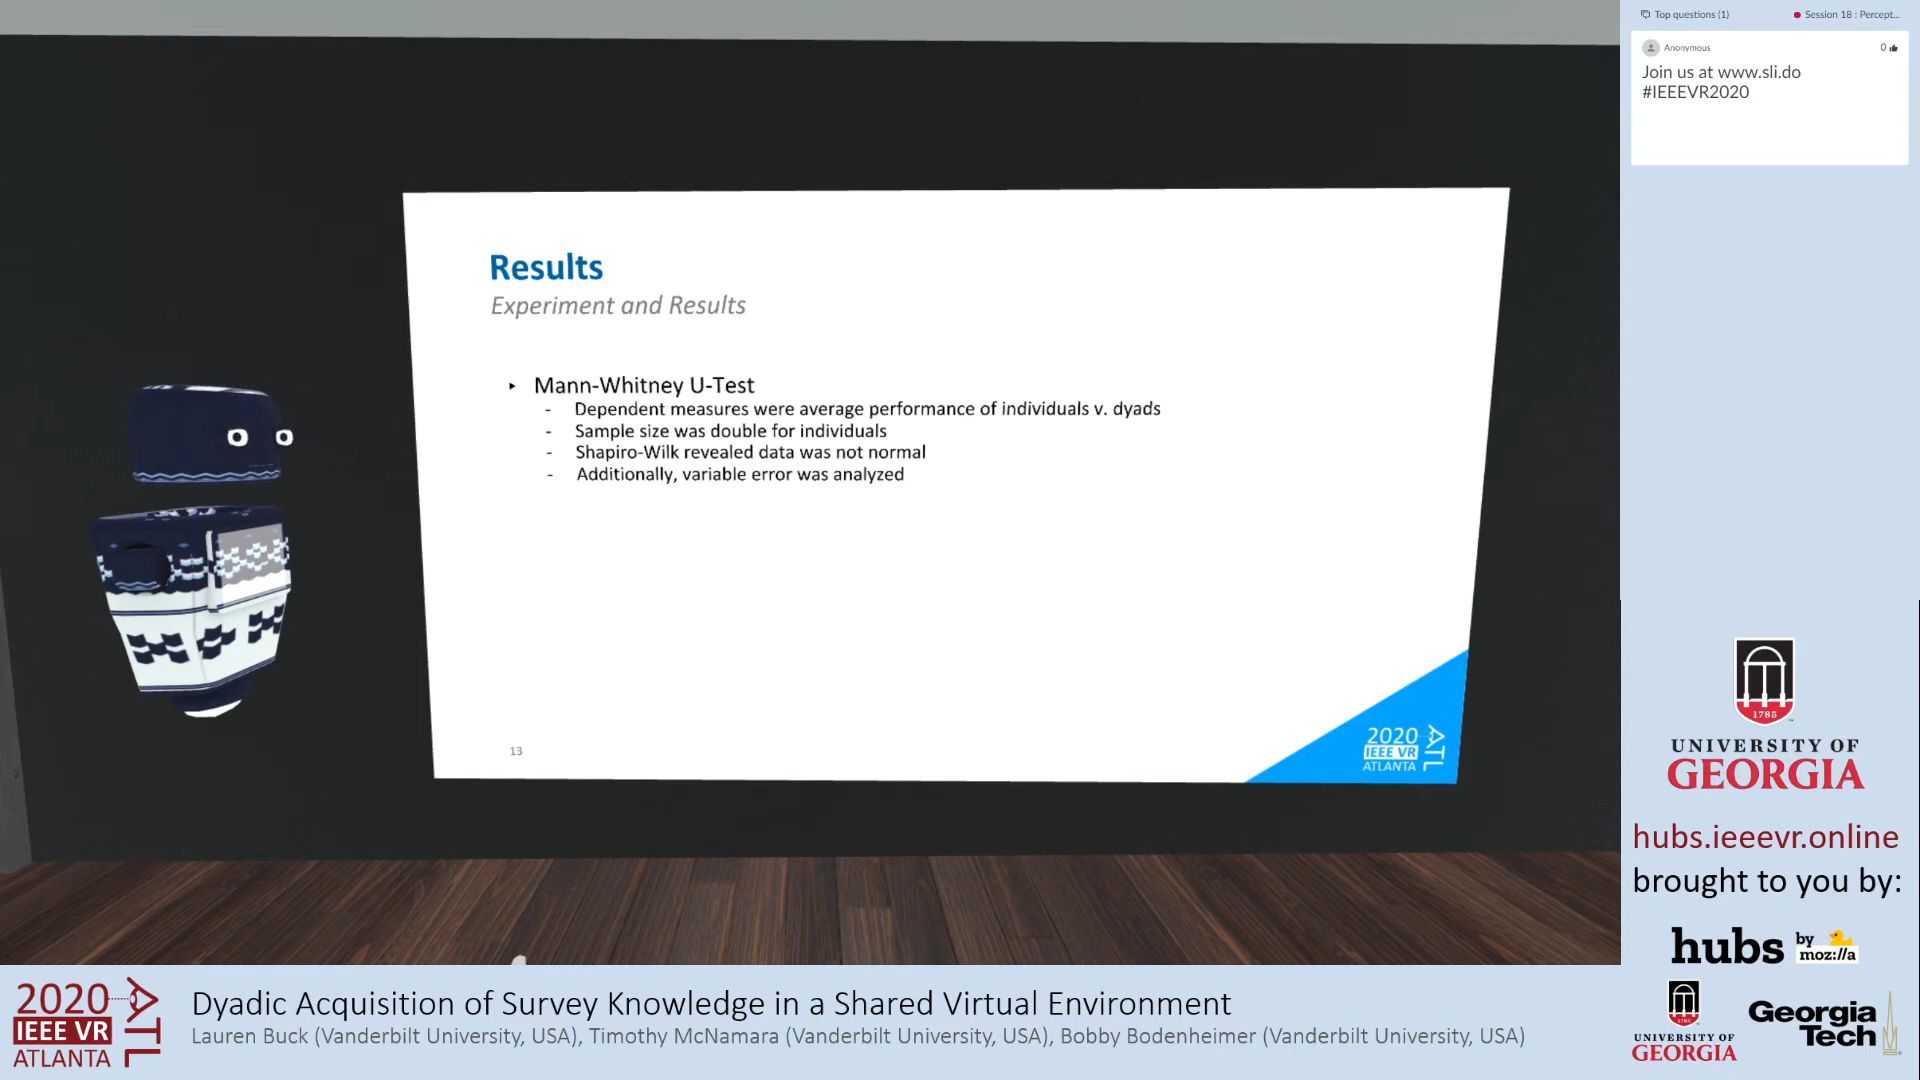 Top questions (1)
Session 18 : Percept...
Anonymous
0
Join us at www.sli.do
#IEEEVR2020
Results
Experiment and Results
‣ Mann-Whitney U-Test
- Dependent measures were average performance of individuals v. dyads
- Sample size was double for individuals
- Shapiro-Wilk revealed data was not normal
- Additionally, variable error was analyzed
13
2020
IEEE VR
ATLANTA
ATL
1785
UNIVERSITY OF
GEORGIA
hubs.ieeevr.online
brought to you by:
hubs by
moz://a
UNIVERSITY OF
GEORGIA
Georgia
Tech
2020
IEEE VR
ATLANTA
ATL
Dyadic Acquisition of Survey Knowledge in a Shared Virtual Environment
Lauren Buck (Vanderbilt University, USA), Timothy McNamara (Vanderbilt University, USA), Bobby Bodenheimer (Vanderbilt University, USA)